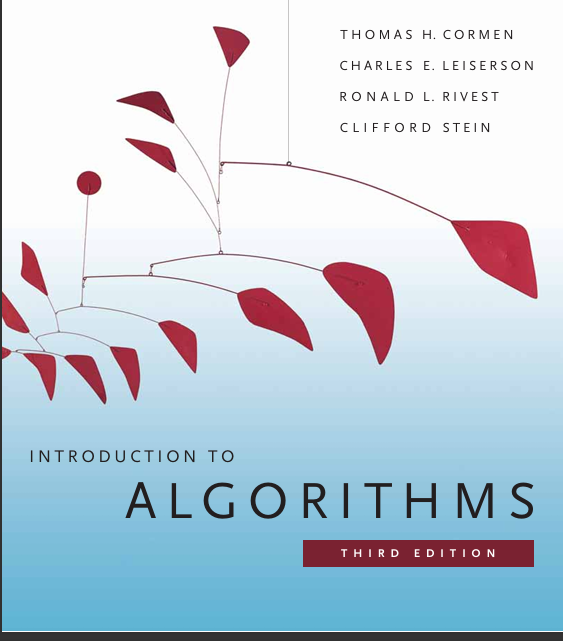 THOMAS H. CORMEN
CHARLES E. LEISERSON
RONALD L. RIVEST
CLIFFORD STEIN
INTRODUCTION TO
ALGORITHMS
THIRD EDITION